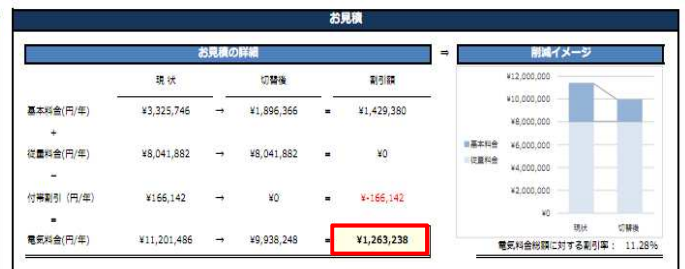 お見積
お見積の詳細 ⇒ 削減イメージ
現 状 切替後 割引額
基本料金(円/年) ¥3,325,746 → ¥1,896,366 = ¥1,429,380
+
従量料金(円/年) ¥8,041,882 → ¥8,041,882 = ¥0
−
付帯割引 (円/年) ¥166,142 → ¥0 = ¥-166,142
=
電気料金(円/年) ¥11,201,486 → ¥9,938,248 = ¥1,263,238
¥12,000,000
¥10,000,000
¥8,000,000
¥6,000,000
¥4,000,000
¥2,000,000
¥0
基本料金
従量料金
現状 切替後
電気料金総額に対する割引率: 11.28%